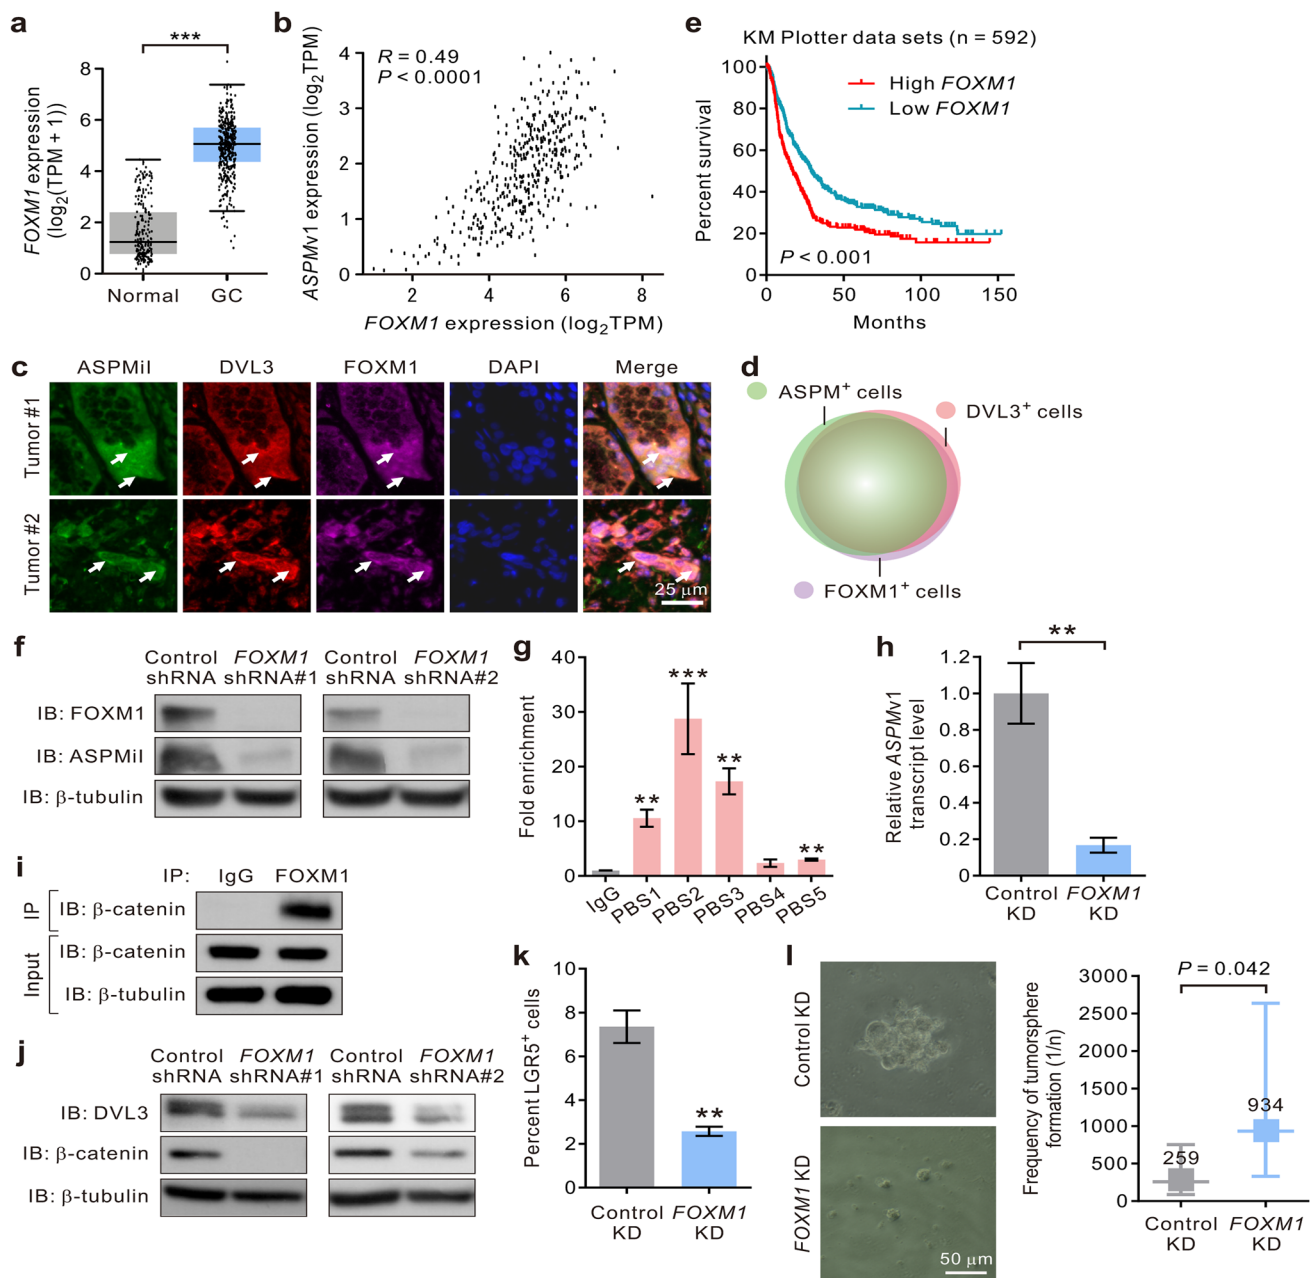 a
***
FOXM1 expression
(log2(TPM + 1))
8
6
4
2
0
Normal
GC
b
ASPMv1 expression (log2TPM)
R = 0.49
P < 0.0001
4
3
2
1
0
2
4
6
8
FOXM1 expression (log2TPM)
e
KM Plotter data sets (n = 592)
High FOXM1
Low FOXM1
Percent survival
100
80
60
40
20
0
P < 0.001
0
50
100
150
Months
c
ASPMiI
DVL3
FOXM1
DAPI
Merge
Tumor #1
Tumor #2
25 μm
d
ASPM+ cells
DVL3+ cells
FOXM1+ cells
f
Control
shRNA
FOXM1
shRNA#1
Control
shRNA
FOXM1
shRNA#2
IB: FOXM1
IB: ASPMiI
IB: β-tubulin
g
Fold enrichment
40
30
20
10
0
**
***
**
**
IgG
PBS1
PBS2
PBS3
PBS4
PBS5
h
**
Relative ASPMv1
transcript level
1.2
1.0
0.8
0.6
0.4
0.2
0
Control
KD
FOXM1
KD
i
IP:
IgG
FOXM1
IP
IB: β-catenin
Input
IB: β-catenin
IB: β-tubulin
j
Control
shRNA
FOXM1
shRNA#1
Control
shRNA
FOXM1
shRNA#2
IB: DVL3
IB: β-catenin
IB: β-tubulin
k
Percent LGR5+ cells
10
8
6
4
2
0
**
Control
KD
FOXM1
KD
l
Control KD
FOXM1 KD
50 μm
Frequency of tumorsphere
formation (1/n)
3000
2500
2000
1500
1000
500
0
P = 0.042
259
934
Control
KD
FOXM1
KD